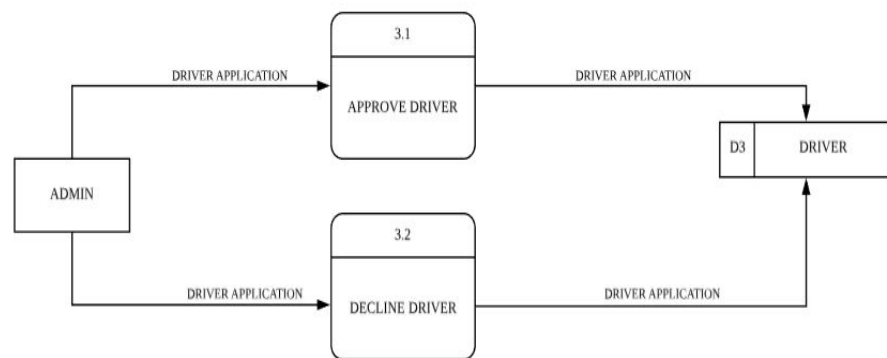 3.1
DRIVER APPLICATION
DRIVER APPLICATION
APPROVE DRIVER
D3
DRIVER
ADMIN
3.2
DRIVER APPLICATION
DRIVER APPLICATION
DECLINE DRIVER